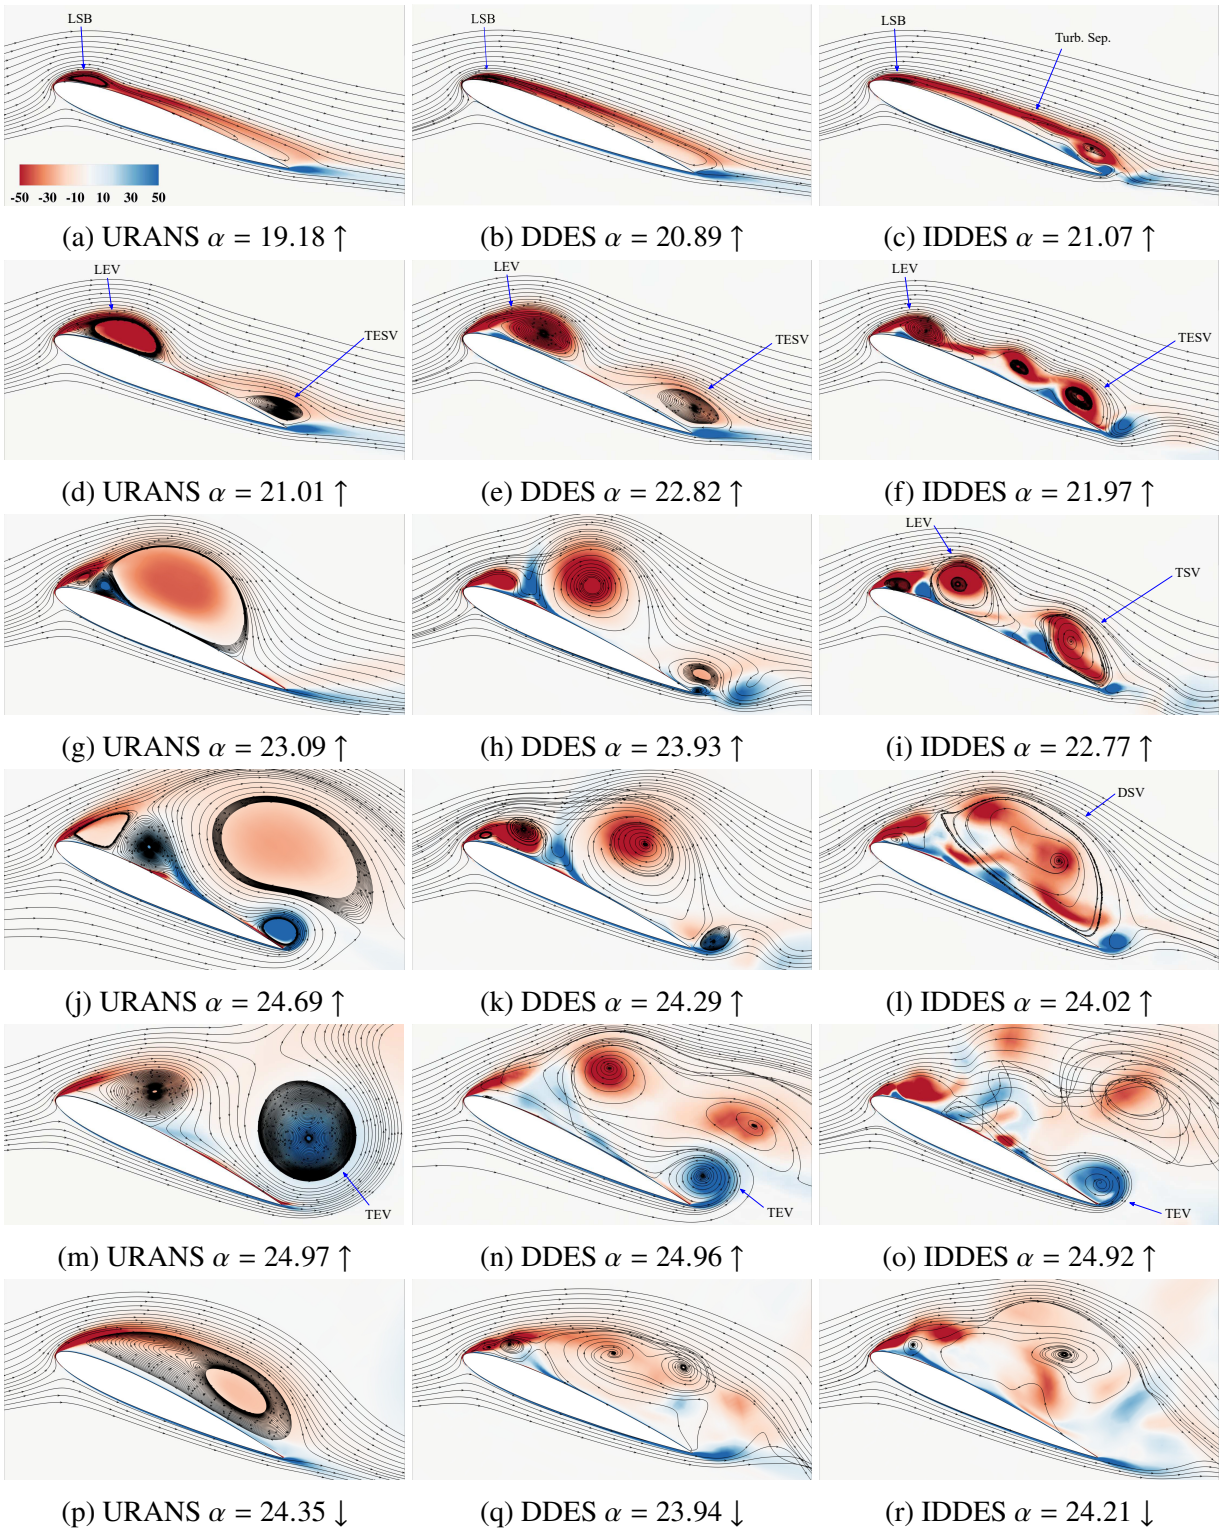 LSB LSB LSB Turb. Sep.
-50 -30 -10 10 30 50
(a) URANS α = 19.18 ↑ (b) DDES α = 20.89 ↑ (c) IDDES α = 21.07 ↑
LEV TESV LEV TESV LEV TESV
(d) URANS α = 21.01 ↑ (e) DDES α = 22.82 ↑ (f) IDDES α = 21.97 ↑
LEV TSV
(g) URANS α = 23.09 ↑ (h) DDES α = 23.93 ↑ (i) IDDES α = 22.77 ↑
DSV
(j) URANS α = 24.69 ↑ (k) DDES α = 24.29 ↑ (l) IDDES α = 24.02 ↑
TEV TEV TEV
(m) URANS α = 24.97 ↑ (n) DDES α = 24.96 ↑ (o) IDDES α = 24.92 ↑
(p) URANS α = 24.35 ↓ (q) DDES α = 23.94 ↓ (r) IDDES α = 24.21 ↓